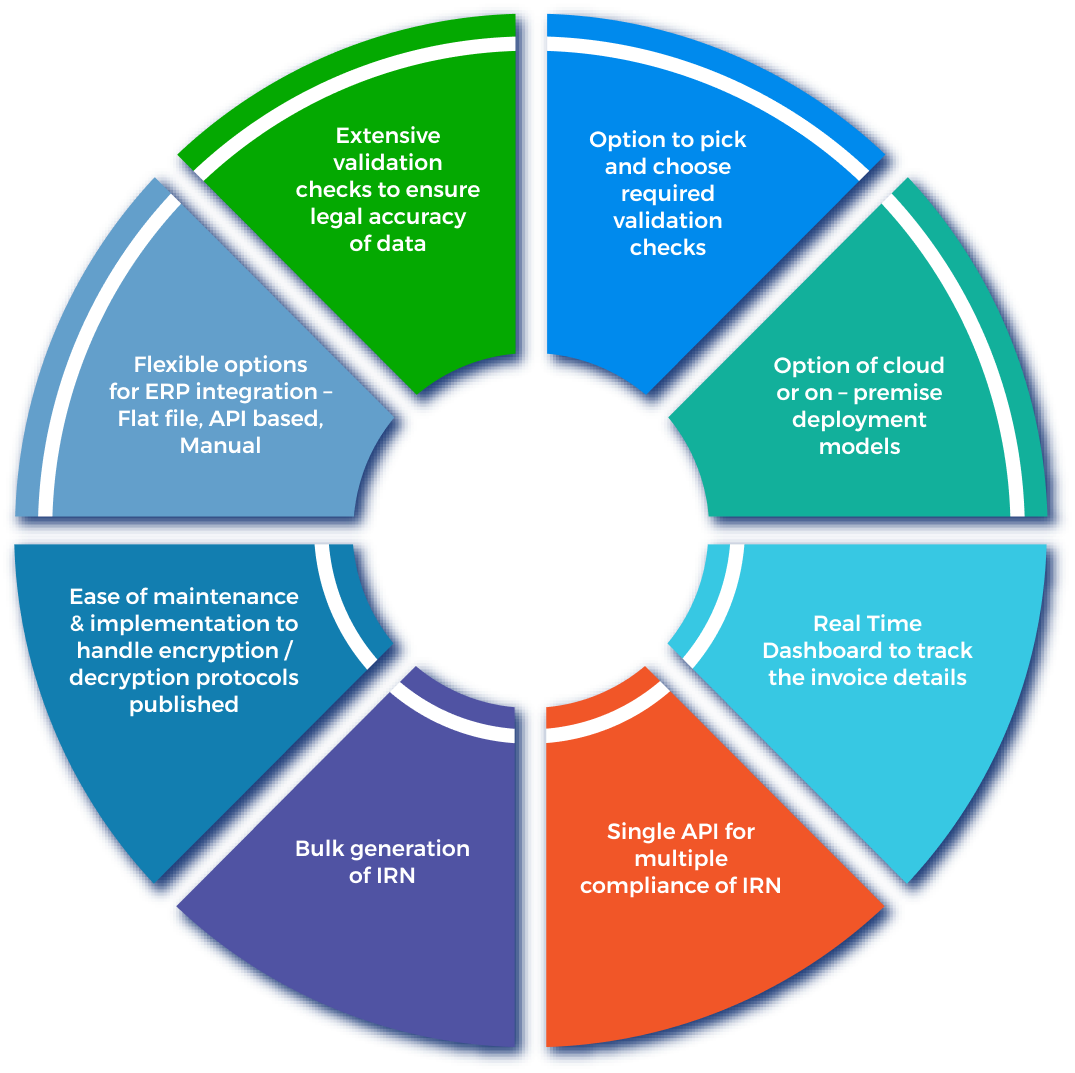 Extensive
validation
checks to ensure
legal accuracy
of data
Option to pick
and choose
required
validation
checks
Option of cloud
or on – premise
deployment
models
Real Time
Dashboard to track
the invoice details
Single API for
multiple
compliance of IRN
Bulk generation
of IRN
Ease of maintenance
& implementation to
handle encryption /
decryption protocols
published
Flexible options
for ERP integration –
Flat file, API based,
Manual